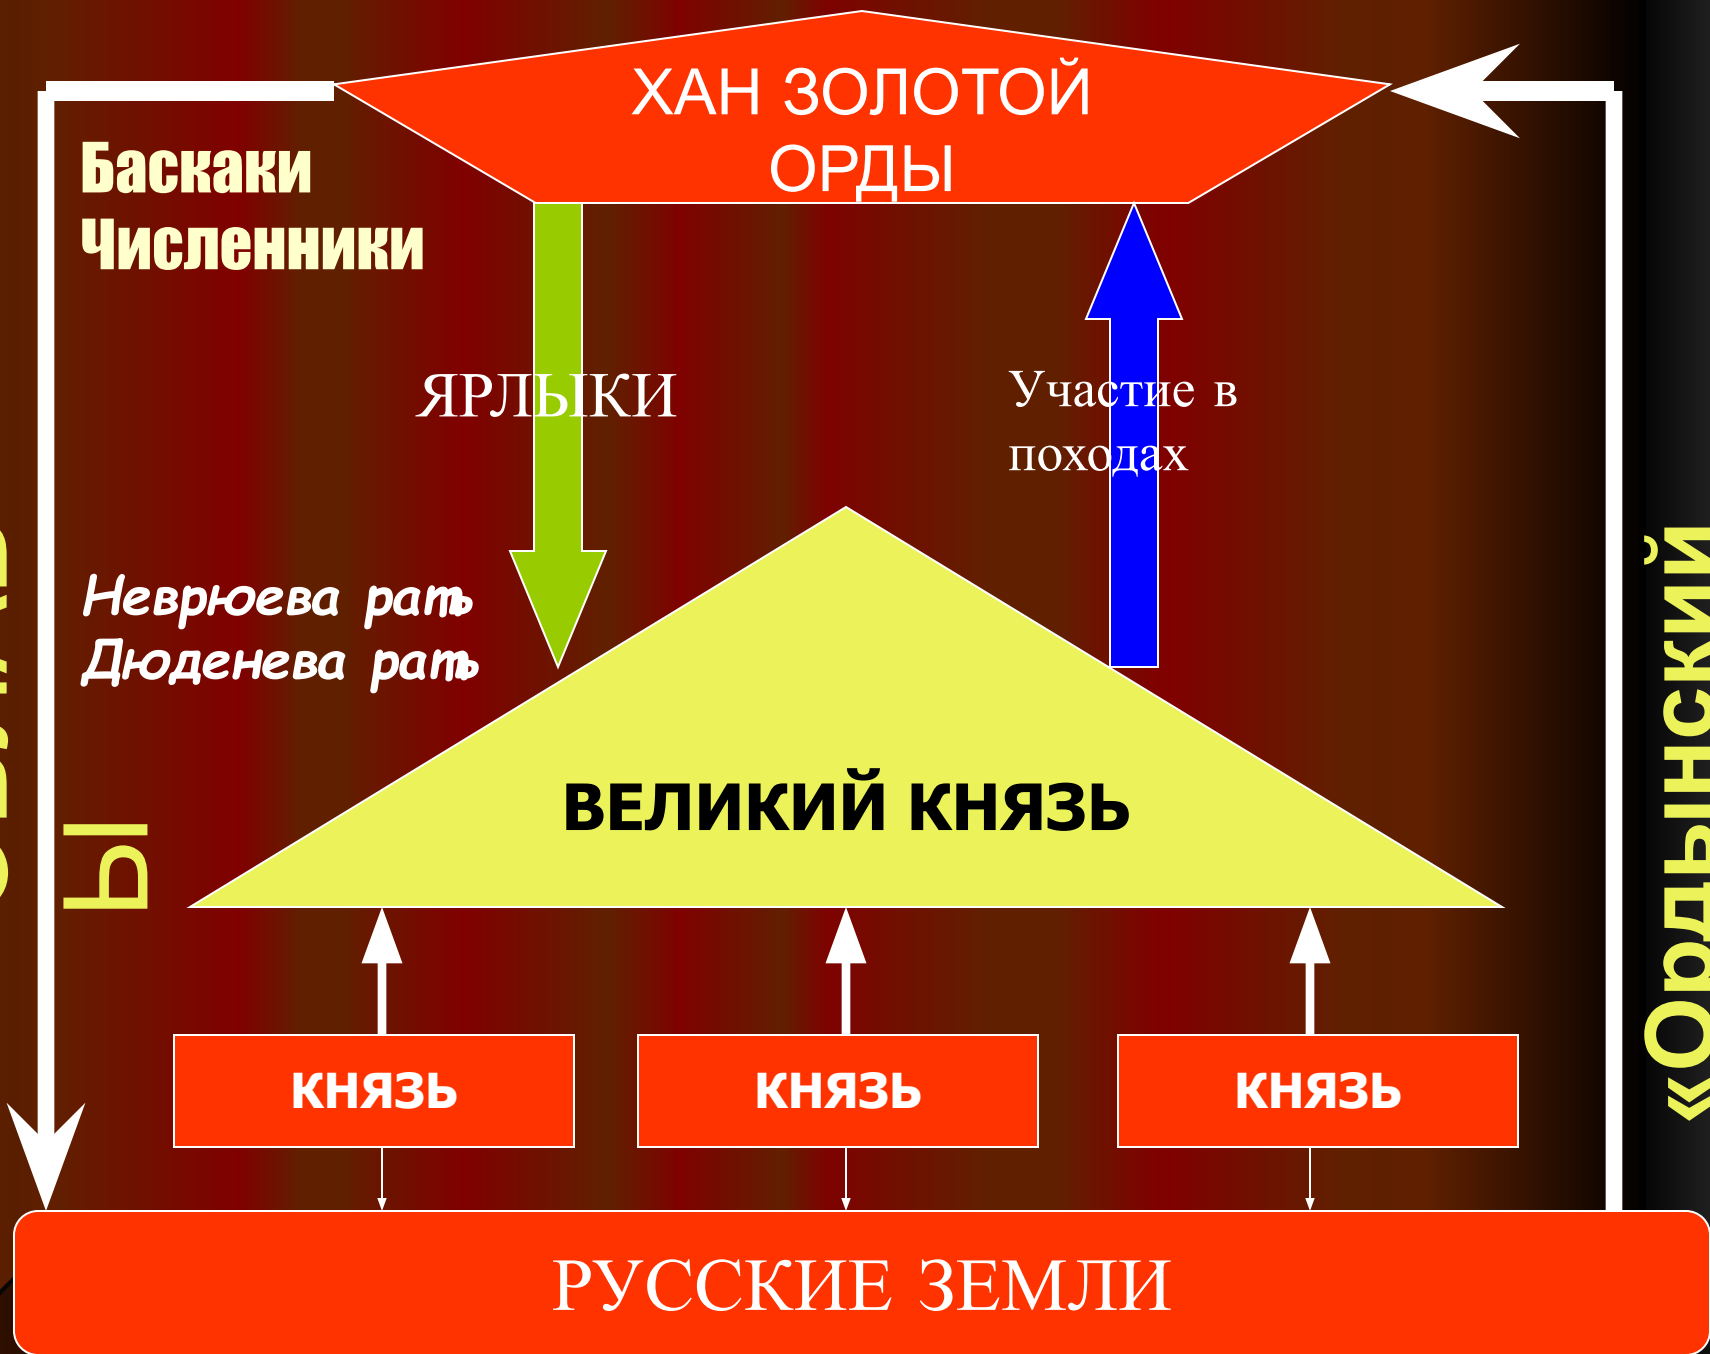 ХАН ЗОЛОТОЙ
ОРДЫ
Баскаки
Численники
ЯРЛЫКИ
Участие в
походах
Неврюева рать
Дюденева рать
Ы
«Ордынский
ВЕЛИКИЙ КНЯЗЬ
КНЯЗЬ
КНЯЗЬ
КНЯЗЬ
РУССКИЕ ЗЕМЛИ